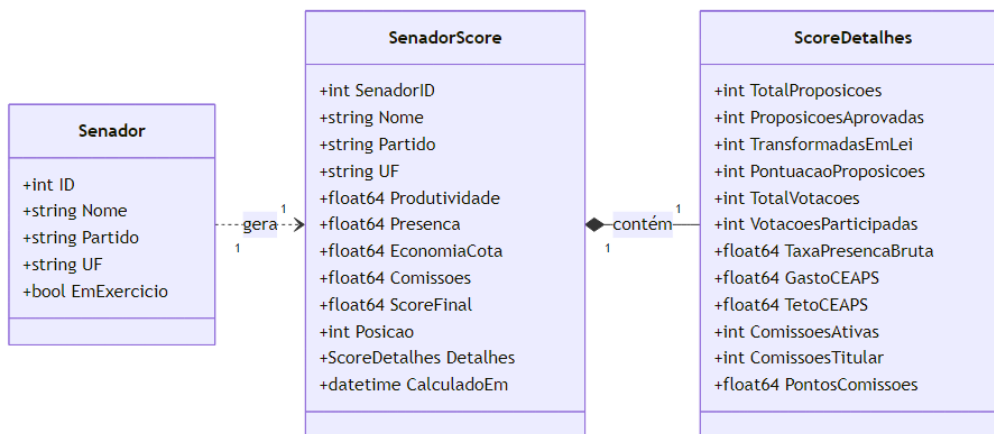 Senador
+int ID
+string Nome
+string Partido
+string UF
+bool EmExercicio
gera
1
1
SenadorScore
+int SenadorID
+string Nome
+string Partido
+string UF
+float64 Produtividade
+float64 Presenca
+float64 EconomiaCota
+float64 Comissoes
+float64 ScoreFinal
+int Posicao
+ScoreDetalhes Detalhes
+datetime CalculadoEm
contém
1
1
ScoreDetalhes
+int TotalProposicoes
+int ProposicoesAprovadas
+int TransformadasEmLei
+int PontuacaoProposicoes
+int TotalVotacoes
+int VotacoesParticipadas
+float64 TaxaPresencaBruta
+float64 GastoCEAPS
+float64 TetoCEAPS
+int ComissoesAtivas
+int ComissoesTitular
+float64 PontosComissoes